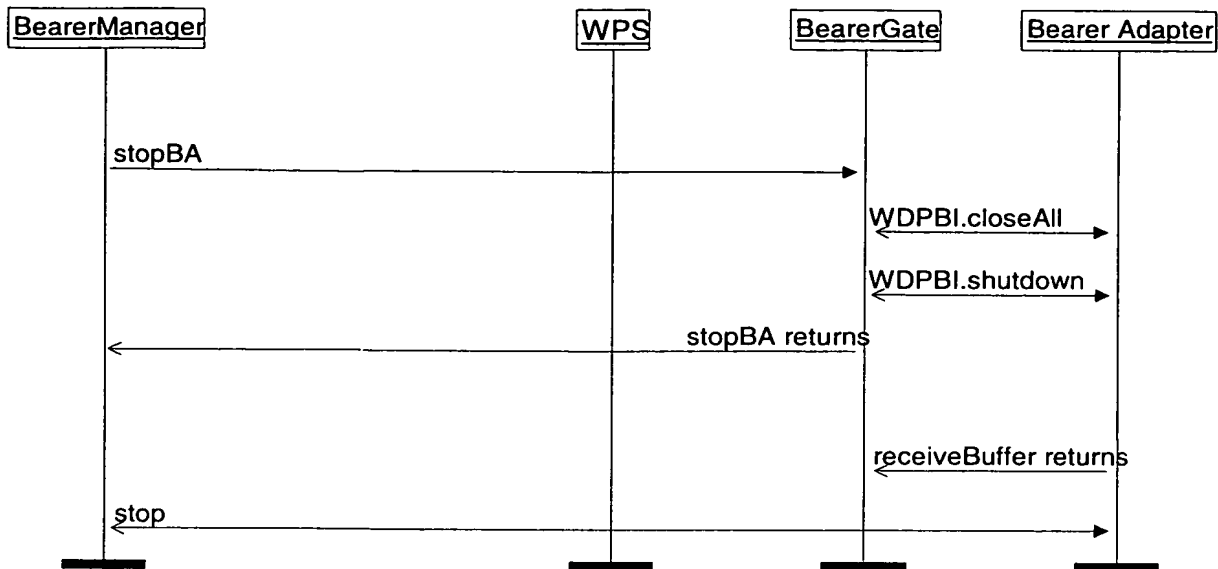 BearerManager
WPS
BearerGate
Bearer Adapter
stopBA
WDPBI.closeAll
WDPBI.shutdown
stopBA returns
receiveBuffer returns
stop